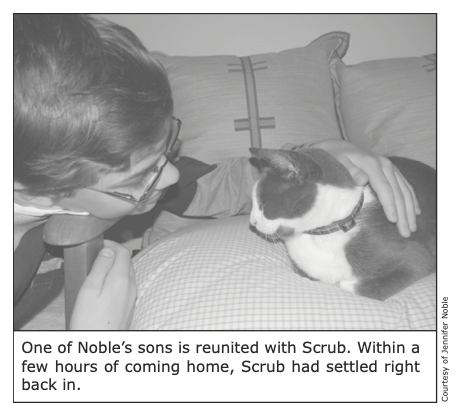 One of Noble's sons is reunited with Scrub. Within a
few hours of coming home, Scrub had settled right
back in.
Courtesy of Jennifer Noble